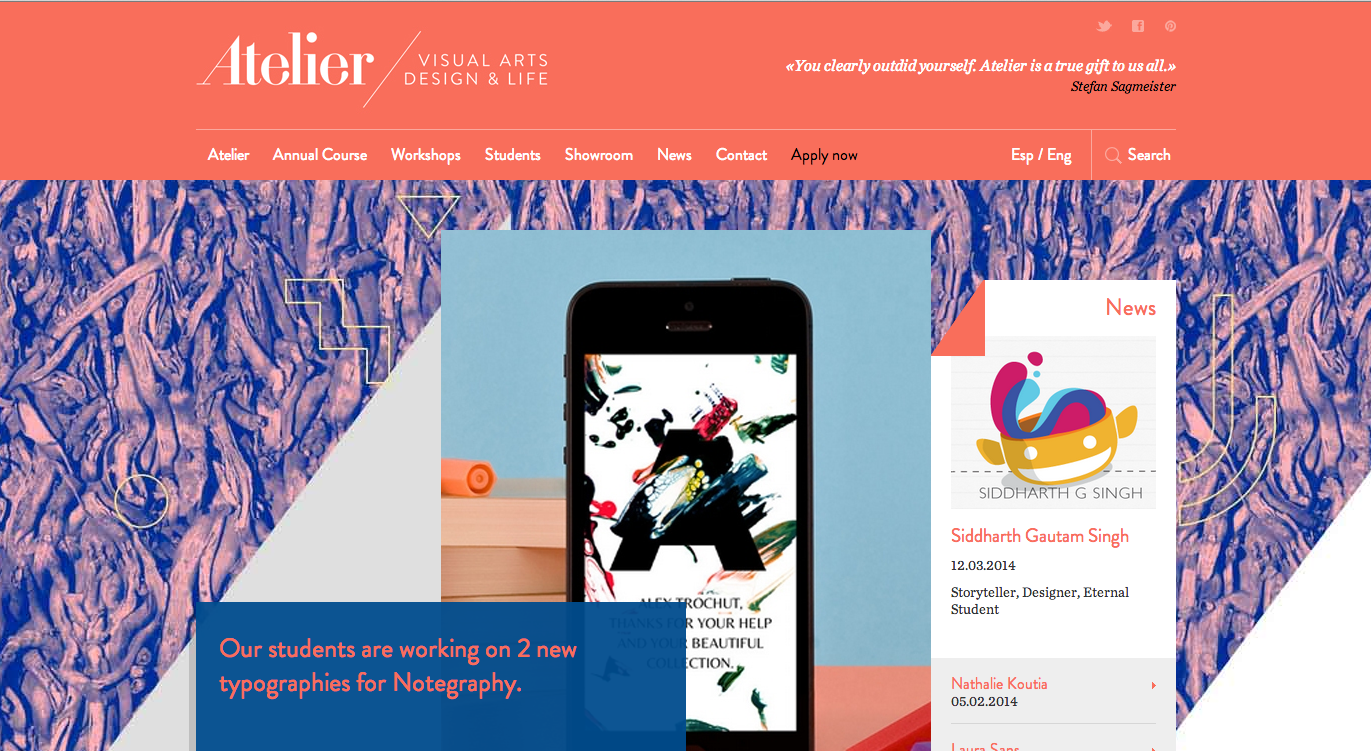 Atelier
VISUAL ARTS
DESIGN & LIFE
«You clearly outdid yourself. Atelier is a true gift to us all.»
Stefan Sagmeister
Atelier Annual Course Workshops Students Showroom News Contact Apply now Esp / Eng Search
News
SIDDHARTH G SINGH
Siddharth Gautam Singh
12.03.2014
Storyteller, Designer, Eternal
Student
Nathalie Koutia
05.02.2014
Laura Sans
A
ALEX TROCHUT,
THANKS FOR YOUR HELP
AND YOUR BEAUTIFUL
COLLECTION.
Our students are working on 2 new
typographies for Notegraphy.